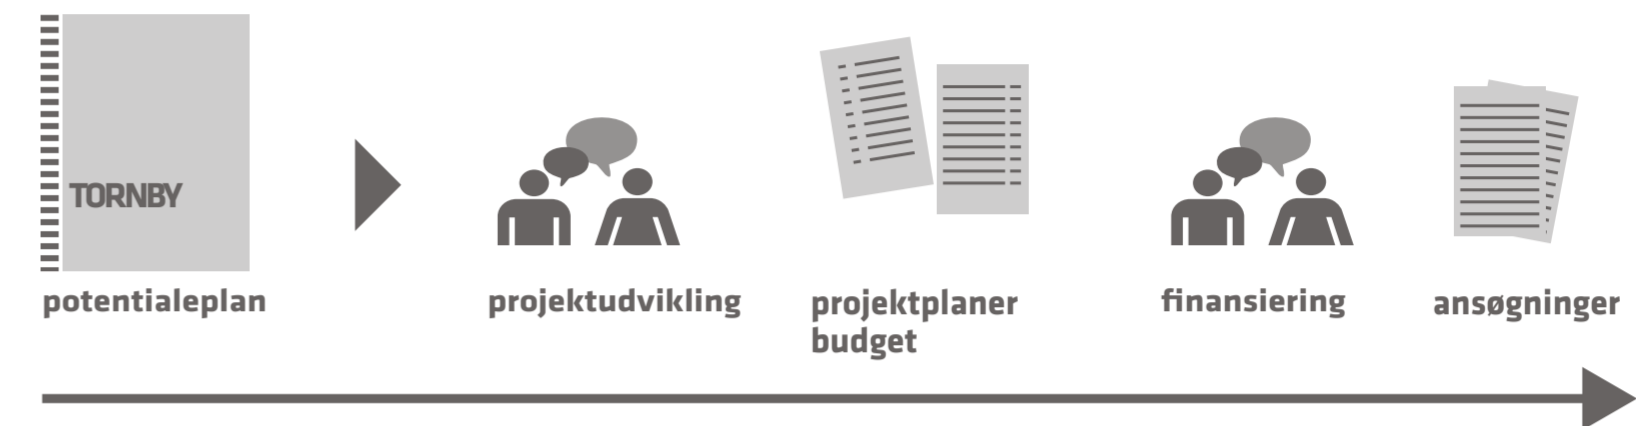 TORNBY
potentialeplan
projektudvikling
projektplaner
budget
finansiering
ansøgninger